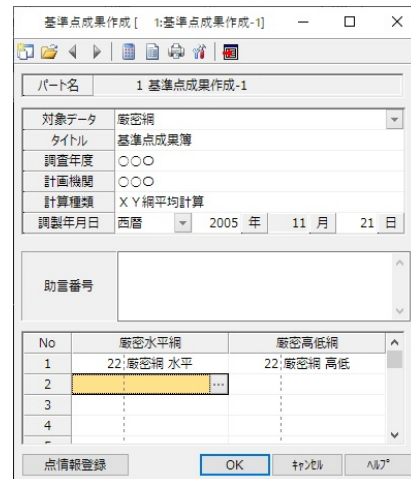 基準点成果作成 [ 1:基準点成果作成-1]
パート名 1 基準点成果作成-1
対象データ 厳密網
タイトル 基準点成果簿
調査年度 ○○○
計画機関 ○○○
計算種類 ＸＹ網平均計算
調製年月日 西暦 2005 年 11 月 21 日
助言番号
No 厳密水平網 厳密高低網
1 22 厳密網 水平 22 厳密網 高低
2 ...
3
4
点情報登録 OK ｷｬﾝｾﾙ ﾍﾙﾌﾟ